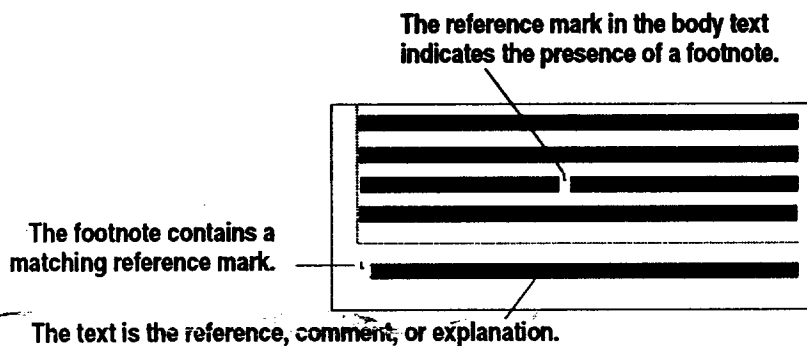 The reference mark in the body text
indicates the presence of a footnote.
The footnote contains a
matching reference mark.
The text is the reference, comment, or explanation.